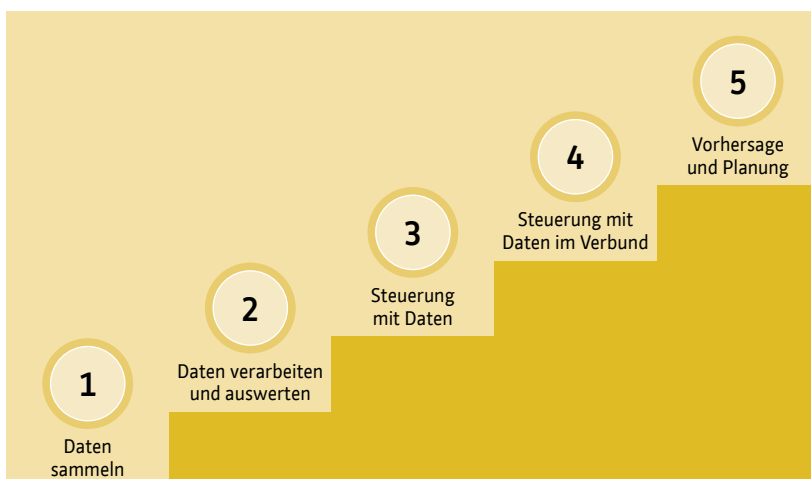 1
Daten
sammeln
2
Daten verarbeiten
und auswerten
3
Steuerung
mit Daten
4
Steuerung mit
Daten im Verbund
5
Vorhersage
und Planung